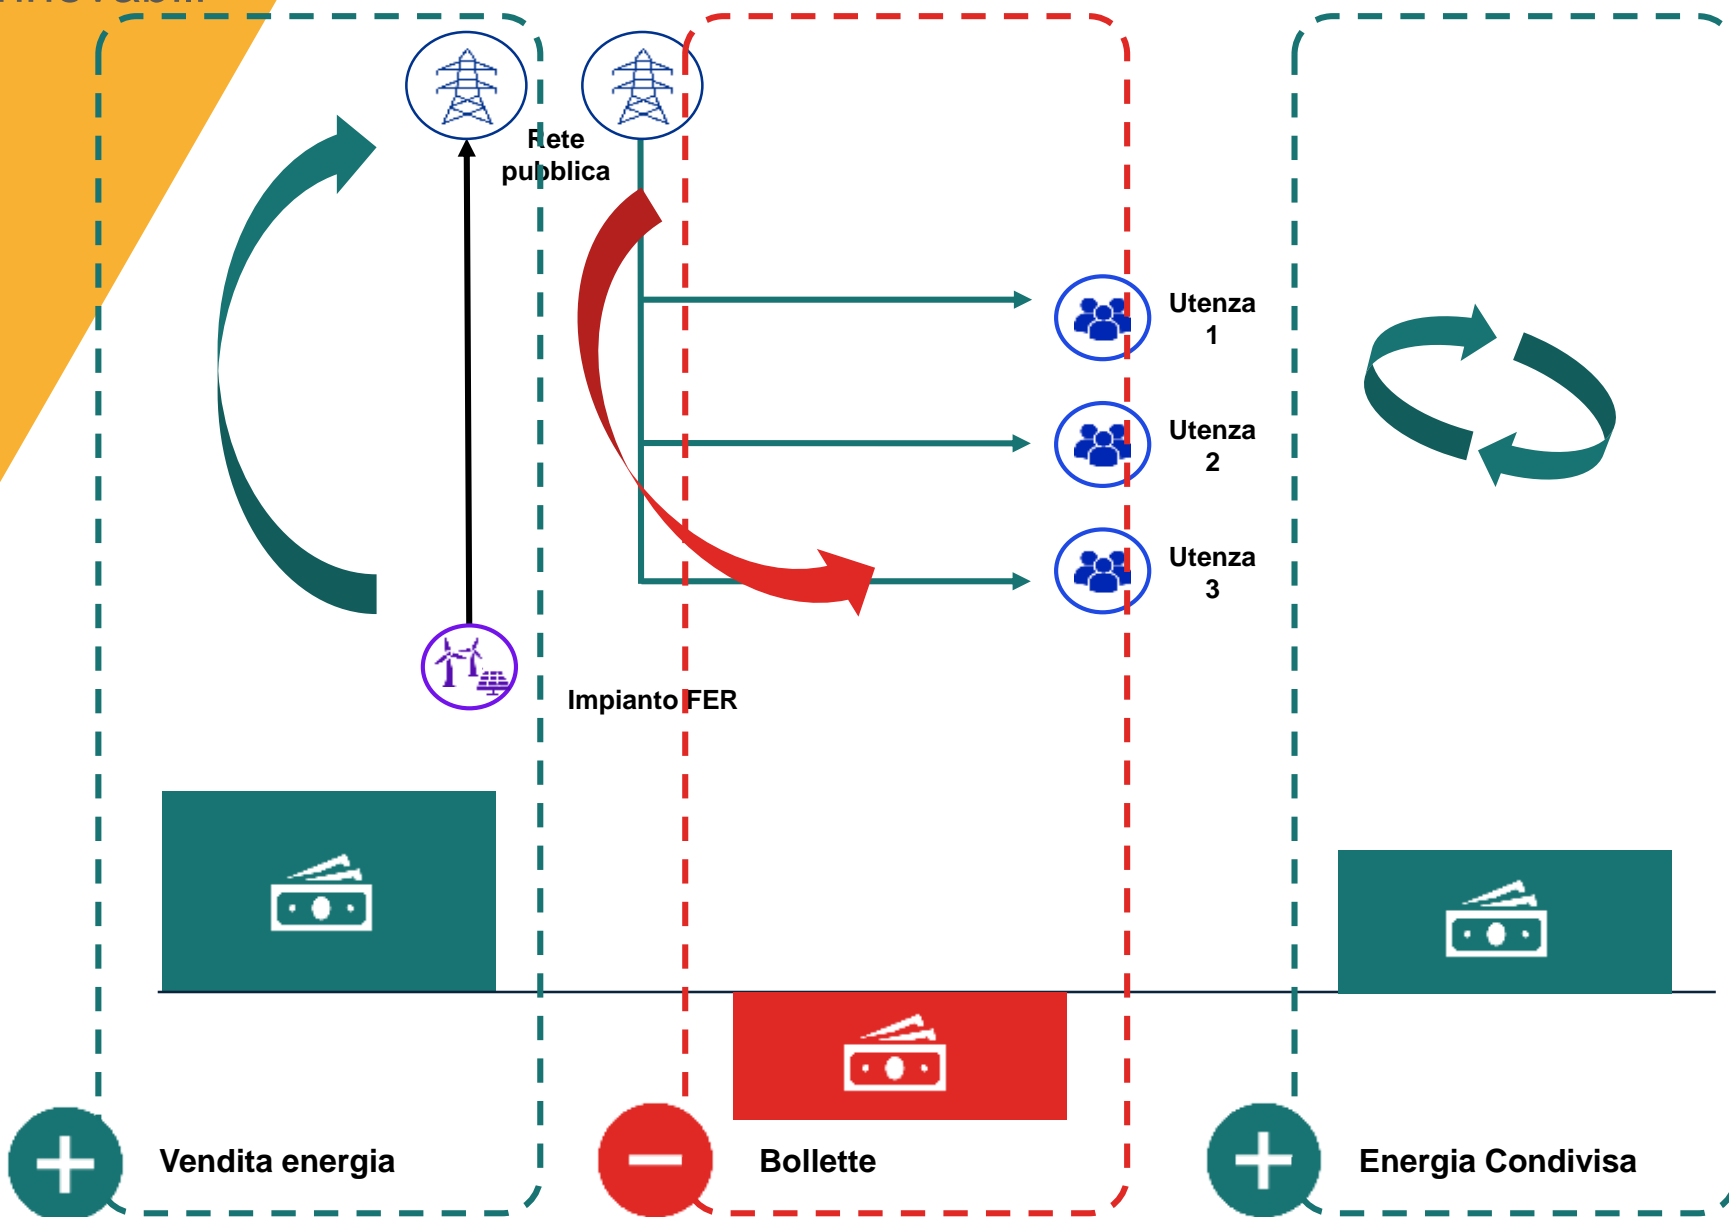 Rete
pubblica
Utenza
1
Utenza
2
Utenza
3
Impianto FER
Vendita energia
Bollette
Energia Condivisa